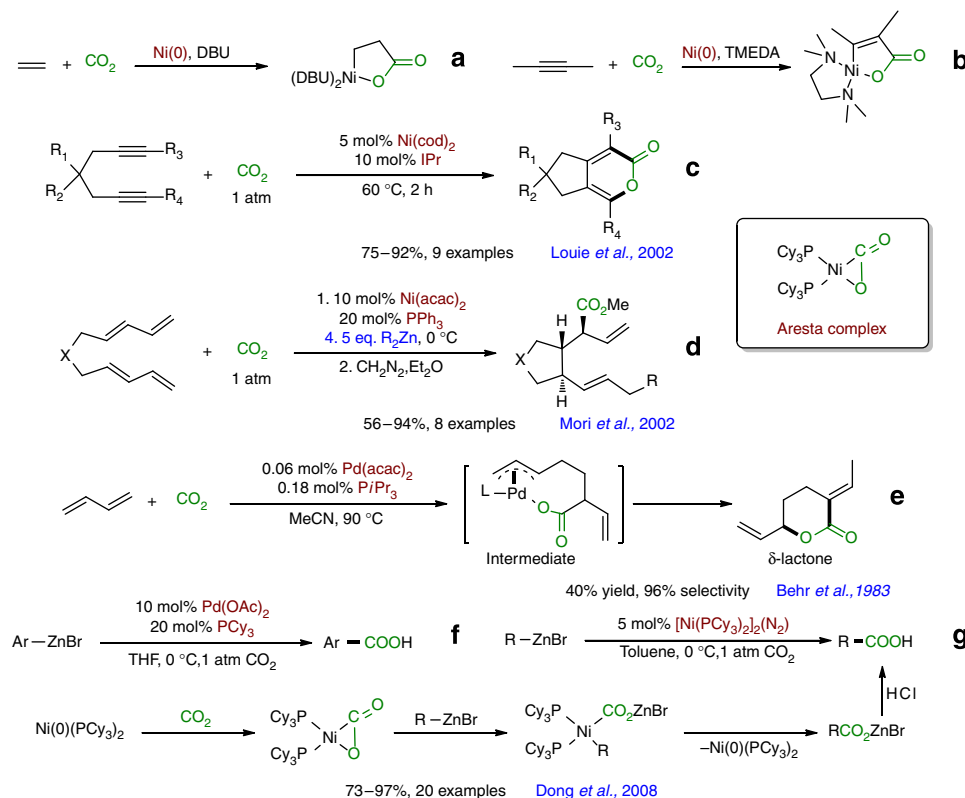 + CO2 Ni(0), DBU (DBU)2Ni O O a
+ CO2 Ni(0), TMEDA N Ni N O O b
R1 R2 R3 R4 + CO2 1 atm
5 mol% Ni(cod)2
10 mol% IPr
60 °C, 2 h
R1 R2 R3 R4 O O c
75–92%, 9 examples Louie et al., 2002
Cy3P Cy3P Ni C O O
Aresta complex
X + CO2 1 atm
1. 10 mol% Ni(acac)2
20 mol% PPh3
4. 5 eq. R2Zn, 0 °C
2. CH2N2,Et2O
CO2Me H X H R d
56–94%, 8 examples Mori et al., 2002
+ CO2
0.06 mol% Pd(acac)2
0.18 mol% PiPr3
MeCN, 90 °C
L Pd O O
Intermediate
O O e
δ-lactone
40% yield, 96% selectivity Behr et al.,1983
Ar ZnBr
10 mol% Pd(OAc)2
20 mol% PCy3
THF, 0 °C,1 atm CO2
Ar COOH f
R ZnBr
5 mol% [Ni(PCy3)2]2(N2)
Toluene, 0 °C,1 atm CO2
R COOH g
HCl
Ni(0)(PCy3)2 CO2 Cy3P Cy3P Ni C O O R ZnBr Cy3P Cy3P Ni CO2ZnBr R –Ni(0)(PCy3)2 RCO2ZnBr
73–97%, 20 examples Dong et al., 2008